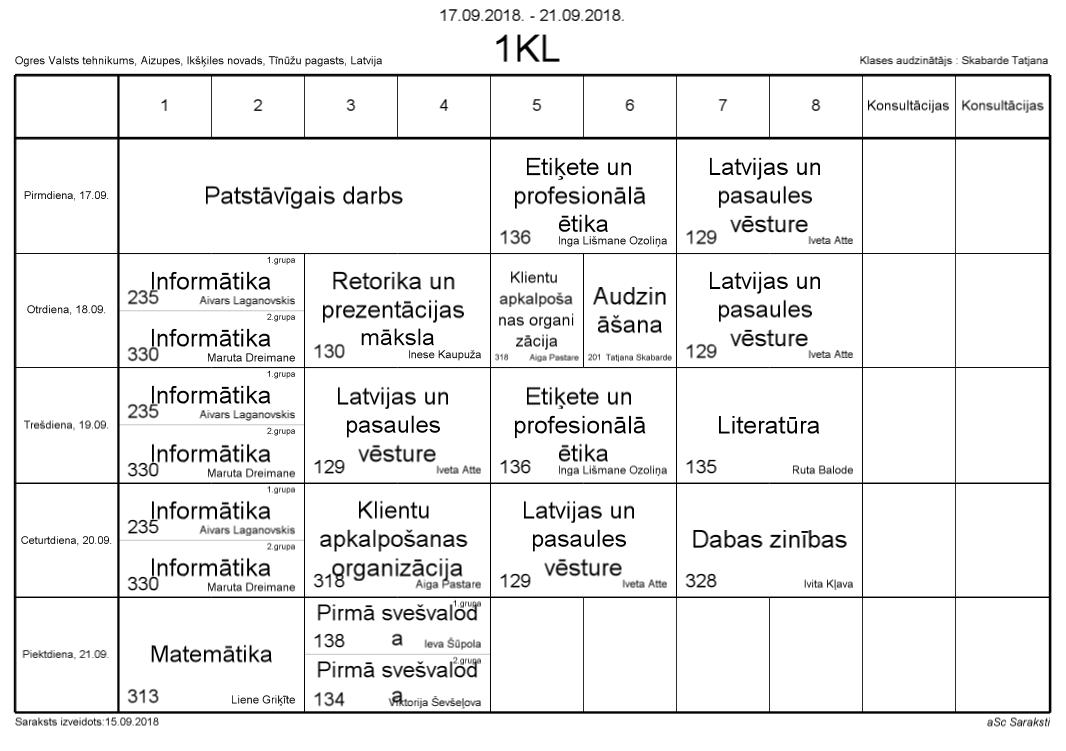 17.09.2018. - 21.09.2018.
1KL
Ogres Valsts tehnikums, Aizupes, Ikšķiles novads, Tīnūžu pagasts, Latvija
Klases audzinātājs : Skabarde Tatjana
1 2 3 4 5 6 7 8 Konsultācijas Konsultācijas
Pirmdiena, 17.09.
Patstāvīgais darbs
Etiķete un
profesionālā
ētika
136 Inga Lišmane Ozoliņa
Latvijas un
pasaules
vēsture
129 Iveta Atte
Otrdiena, 18.09.
1.grupa
Informātika
235 Aivars Laganovskis
2.grupa
Informātika
330 Maruta Dreimane
Retorika un
prezentācijas
māksla
130 Inese Kaupuža
Klientu
apkalpoša
nas organi
zācija
318 Aiga Pastare
Audzin
āšana
201 Tatjana Skabarde
Latvijas un
pasaules
vēsture
129 Iveta Atte
Trešdiena, 19.09.
1.grupa
Informātika
235 Aivars Laganovskis
2.grupa
Informātika
330 Maruta Dreimane
Latvijas un
pasaules
vēsture
129 Iveta Atte
Etiķete un
profesionālā
ētika
136 Inga Lišmane Ozoliņa
Literatūra
135 Ruta Balode
Ceturtdiena, 20.09.
1.grupa
Informātika
235 Aivars Laganovskis
2.grupa
Informātika
330 Maruta Dreimane
Klientu
apkalpošanas
organizācija
318 Aiga Pastare
Latvijas un
pasaules
vēsture
129 Iveta Atte
Dabas zinības
328 Ivita Kļava
Piektdiena, 21.09.
Matemātika
313 Liene Griķīte
1.grupa
Pirmā svešvalod
a
138 Ieva Šūpola
2.grupa
Pirmā svešvalod
a
134 Viktorija Ševšeļova
Saraksts izveidots:15.09.2018
aSc Saraksti